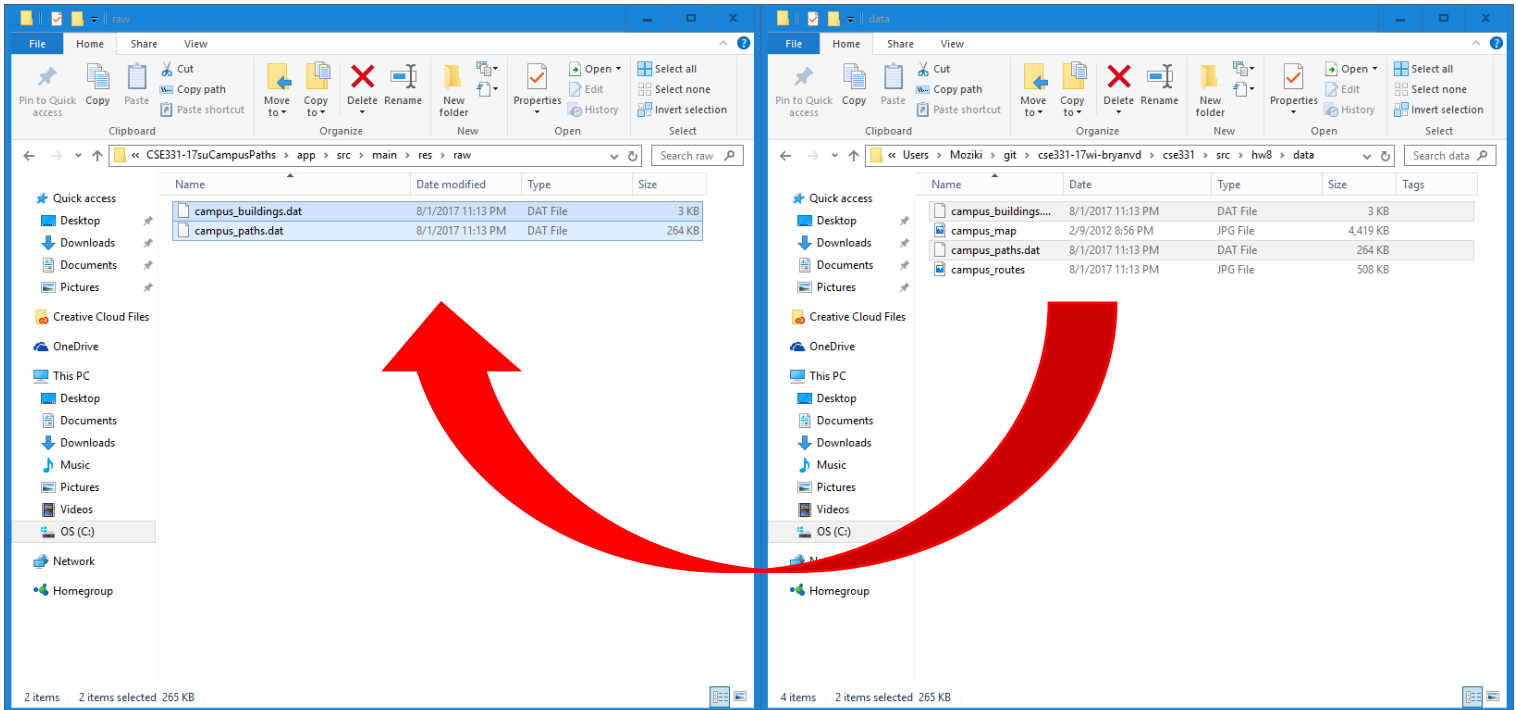 raw
File Home Share View
Pin to Quick access
Copy
Paste
Cut
Copy path
Paste shortcut
Clipboard
Move to
Copy to
Delete
Rename
Organize
New folder
New
Properties
Open
Edit
History
Open
Select all
Select none
Invert selection
Select
« CSE331-17suCampusPaths > app > src > main > res > raw
Search raw
Quick access
Desktop
Downloads
Documents
Pictures
Creative Cloud Files
OneDrive
This PC
Desktop
Documents
Downloads
Music
Pictures
Videos
OS (C:)
Network
Homegroup
Name Date modified Type Size
campus_buildings.dat 8/1/2017 11:13 PM DAT File 3 KB
campus_paths.dat 8/1/2017 11:13 PM DAT File 264 KB
2 items 2 items selected 265 KB
data
File Home Share View
Pin to Quick access
Copy
Paste
Cut
Copy path
Paste shortcut
Clipboard
Move to
Copy to
Delete
Rename
Organize
New folder
New
Properties
Open
Edit
History
Open
Select all
Select none
Invert selection
Select
« Users > Moziki > git > cse331-17wi-bryanvd > cse331 > src > hw8 > data
Search data
Quick access
Desktop
Downloads
Documents
Pictures
Creative Cloud Files
OneDrive
This PC
Desktop
Documents
Downloads
Music
Pictures
Videos
OS (C:)
Homegroup
Name Date Type Size Tags
campus_buildings.... 8/1/2017 11:13 PM DAT File 3 KB
campus_map 2/9/2012 8:56 PM JPG File 4,419 KB
campus_paths.dat 8/1/2017 11:13 PM DAT File 264 KB
campus_routes 8/1/2017 11:13 PM JPG File 508 KB
4 items 2 items selected 265 KB